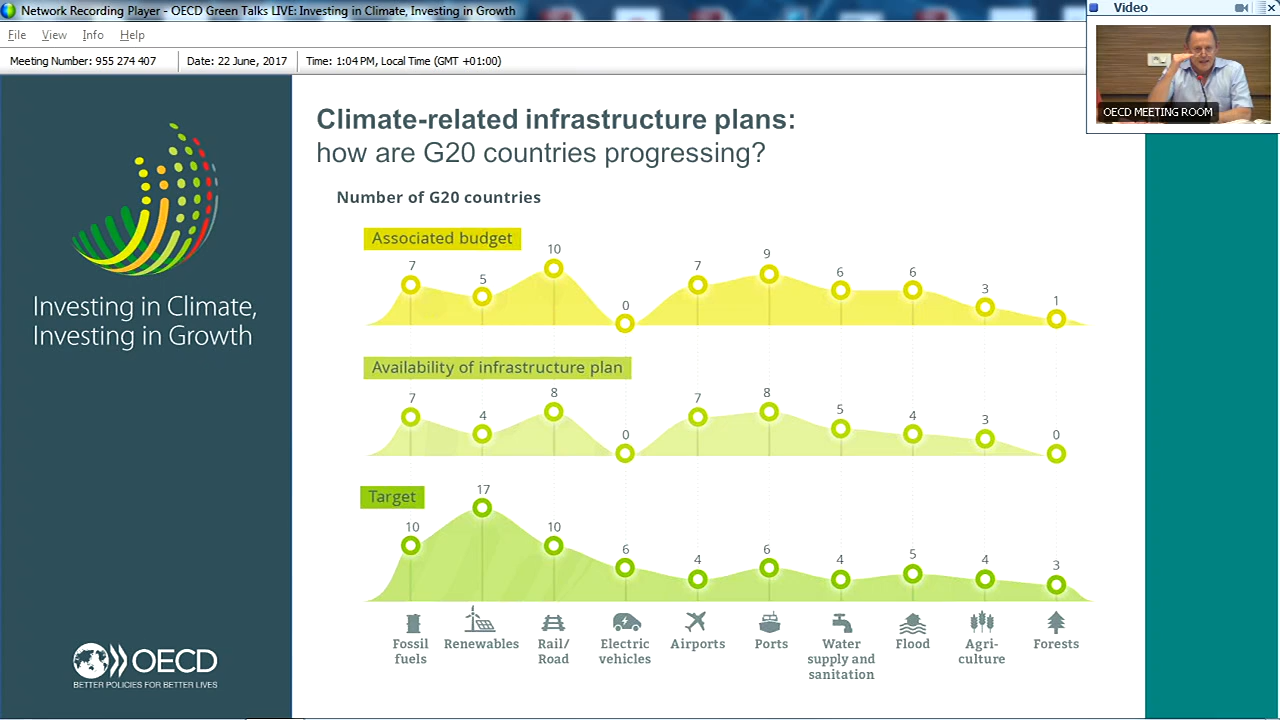 Network Recording Player - OECD Green Talks LIVE: Investing in Climate, Investing in Growth
Video
File View Info Help
Meeting Number: 955 274 407 Date: 22 June, 2017 Time: 1:04 PM, Local Time (GMT +01:00)
OECD MEETING ROOM
Investing in Climate,
Investing in Growth
OECD
BETTER POLICIES FOR BETTER LIVES
Climate-related infrastructure plans:
how are G20 countries progressing?
Number of G20 countries
Associated budget
7 5 10 0 7 9 6 6 3 1
Availability of infrastructure plan
7 4 8 0 7 8 5 4 3 0
Target
10 17 10 6 4 6 4 5 4 3
Fossil
fuels
Renewables
Rail/
Road
Electric
vehicles
Airports
Ports
Water
supply and
sanitation
Flood
Agri-
culture
Forests